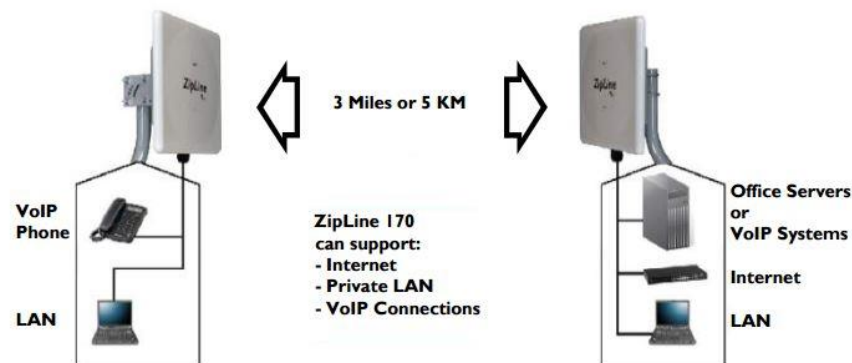 ZipLine
ZipLine
3 Miles or 5 KM
VoIP
Phone
LAN
ZipLine 170
can support:
- Internet
- Private LAN
- VoIP Connections
Office Servers
or
VoIP Systems
Internet
LAN